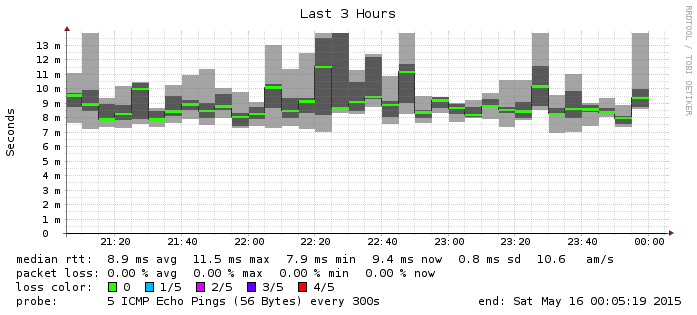 Last 3 Hours
RRDTOOL / TOBI OETIKER
Seconds
13 m
12 m
11 m
10 m
9 m
8 m
7 m
6 m
5 m
4 m
3 m
2 m
1 m
0
21:20 21:40 22:00 22:20 22:40 23:00 23:20 23:40 00:00
median rtt: 8.9 ms avg 11.5 ms max 7.9 ms min 9.4 ms now 0.8 ms sd 10.6 am/s
packet loss: 0.00 % avg 0.00 % max 0.00 % min 0.00 % now
loss color: 0 1/5 2/5 3/5 4/5
probe: 5 ICMP Echo Pings (56 Bytes) every 300s end: Sat May 16 00:05:19 2015